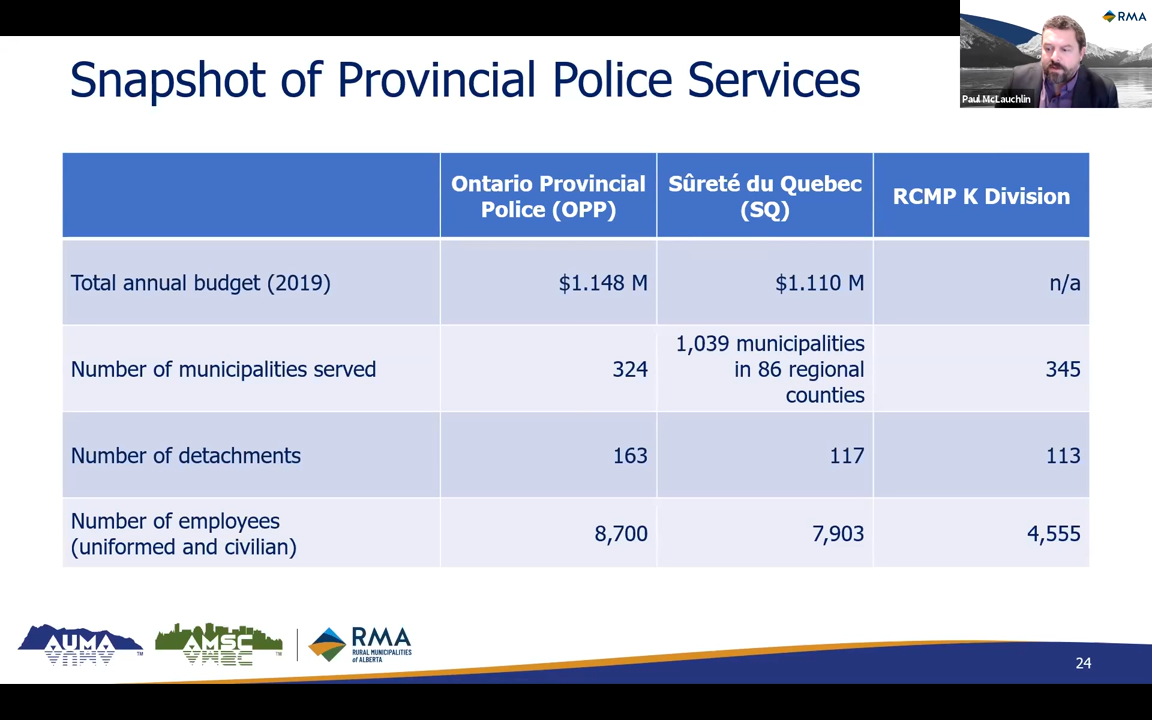 RMA
Paul McLauchlin
Snapshot of Provincial Police Services
Ontario Provincial
Police (OPP)
Sûreté du Quebec
(SQ)
RCMP K Division
Total annual budget (2019)
$1.148 M
$1.110 M
n/a
Number of municipalities served
324
1,039 municipalities
in 86 regional
counties
345
Number of detachments
163
117
113
Number of employees
(uniformed and civilian)
8,700
7,903
4,555
AUMA
TM
AMSC
TM
RMA
RURAL MUNICIPALITIES
of ALBERTA
24